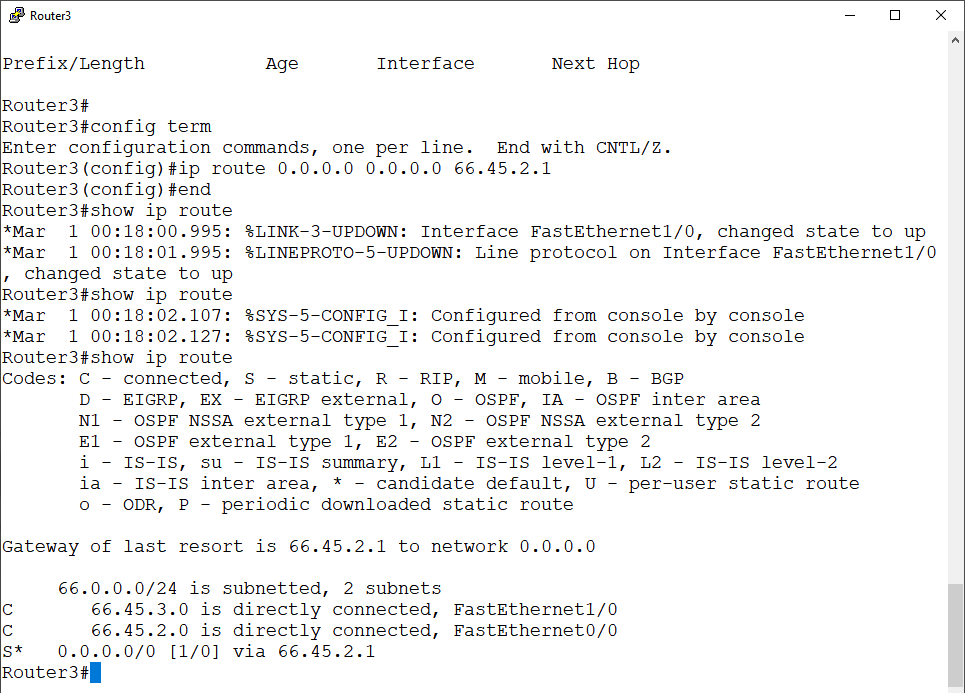 Router3
Prefix/Length           Age       Interface       Next Hop
Router3#
Router3#config term
Enter configuration commands, one per line.  End with CNTL/Z.
Router3(config)#ip route 0.0.0.0 0.0.0.0 66.45.2.1
Router3(config)#end
Router3#show ip route
*Mar  1 00:18:00.995: %LINK-3-UPDOWN: Interface FastEthernet1/0, changed state to up
*Mar  1 00:18:01.995: %LINEPROTO-5-UPDOWN: Line protocol on Interface FastEthernet1/0
, changed state to up
Router3#show ip route
*Mar  1 00:18:02.107: %SYS-5-CONFIG_I: Configured from console by console
*Mar  1 00:18:02.127: %SYS-5-CONFIG_I: Configured from console by console
Router3#show ip route
Codes: C - connected, S - static, R - RIP, M - mobile, B - BGP
       D - EIGRP, EX - EIGRP external, O - OSPF, IA - OSPF inter area
       N1 - OSPF NSSA external type 1, N2 - OSPF NSSA external type 2
       E1 - OSPF external type 1, E2 - OSPF external type 2
       i - IS-IS, su - IS-IS summary, L1 - IS-IS level-1, L2 - IS-IS level-2
       ia - IS-IS inter area, * - candidate default, U - per-user static route
       o - ODR, P - periodic downloaded static route
Gateway of last resort is 66.45.2.1 to network 0.0.0.0
     66.0.0.0/24 is subnetted, 2 subnets
C       66.45.3.0 is directly connected, FastEthernet1/0
C       66.45.2.0 is directly connected, FastEthernet0/0
S*   0.0.0.0/0 [1/0] via 66.45.2.1
Router3#